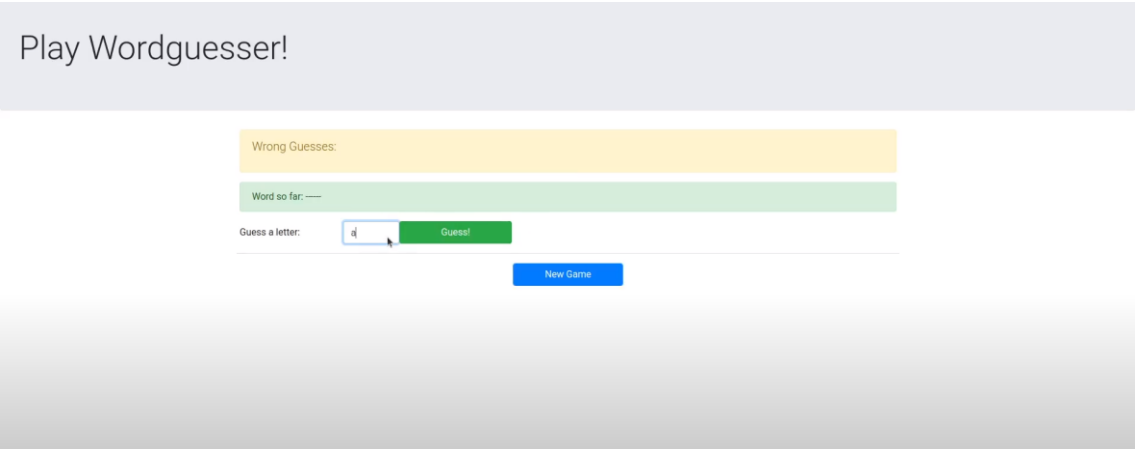 Play Wordguesser!
Wrong Guesses:
Word so far: ------
Guess a letter: a Guess!
New Game